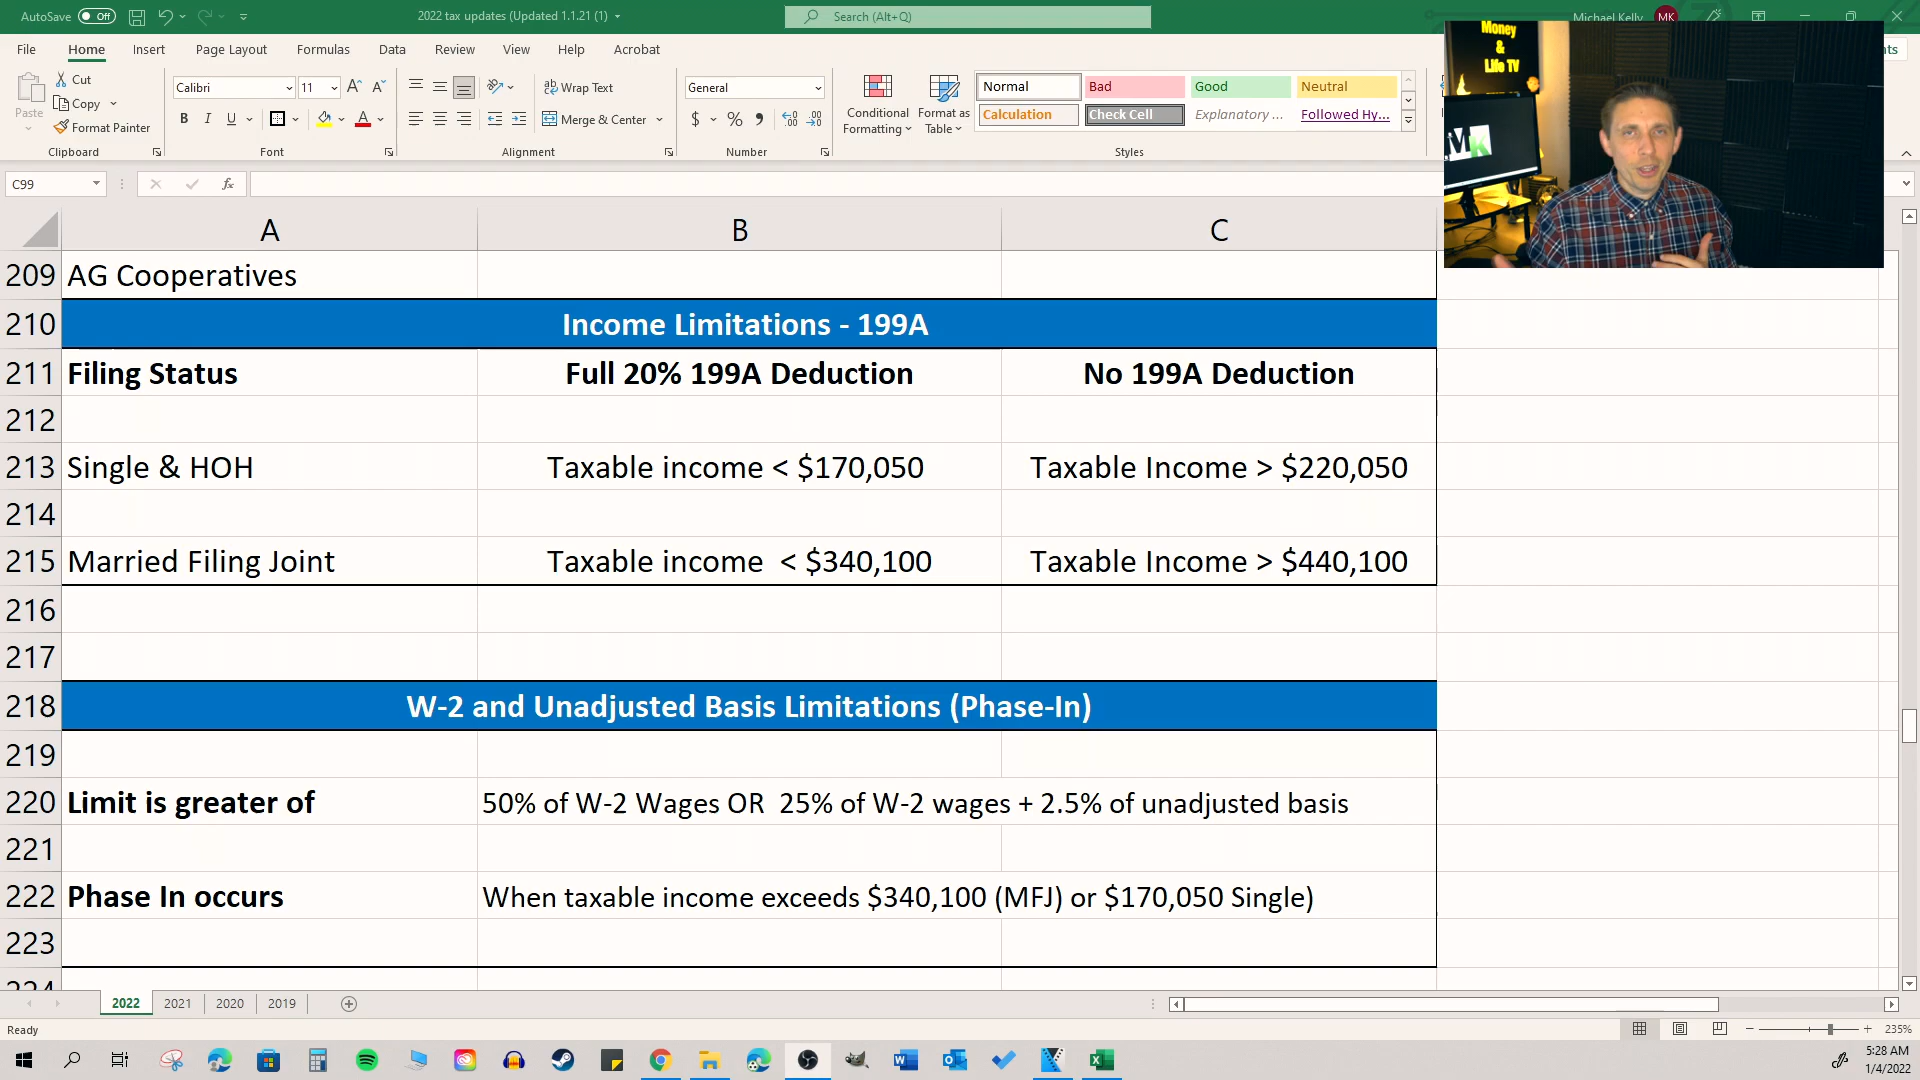 AutoSave Off 2022 tax updates (Updated 1.1.21 (1) Search (Alt+Q) Michael Kelly MK
File Home Insert Page Layout Formulas Data Review View Help Acrobat
Paste Cut Copy Format Painter
Calibri 11
B I U A A A
Wrap Text
Merge & Center
General
$ % 9
Conditional Formatting
Format as Table
Normal Bad Good Neutral
Calculation Check Cell Explanatory ... Followed Hy...
Clipboard Font Alignment Number Styles
Money
&
Life TV
MK
C99 fx
A B C
209 AG Cooperatives
210 Income Limitations - 199A
211 Filing Status Full 20% 199A Deduction No 199A Deduction
212
213 Single & HOH Taxable income < $170,050 Taxable Income > $220,050
214
215 Married Filing Joint Taxable income < $340,100 Taxable Income > $440,100
216
217
218 W-2 and Unadjusted Basis Limitations (Phase-In)
219
220 Limit is greater of 50% of W-2 Wages OR 25% of W-2 wages + 2.5% of unadjusted basis
221
222 Phase In occurs When taxable income exceeds $340,100 (MFJ) or $170,050 Single)
223
2022 2021 2020 2019
Ready 235%
5:28 AM
1/4/2022